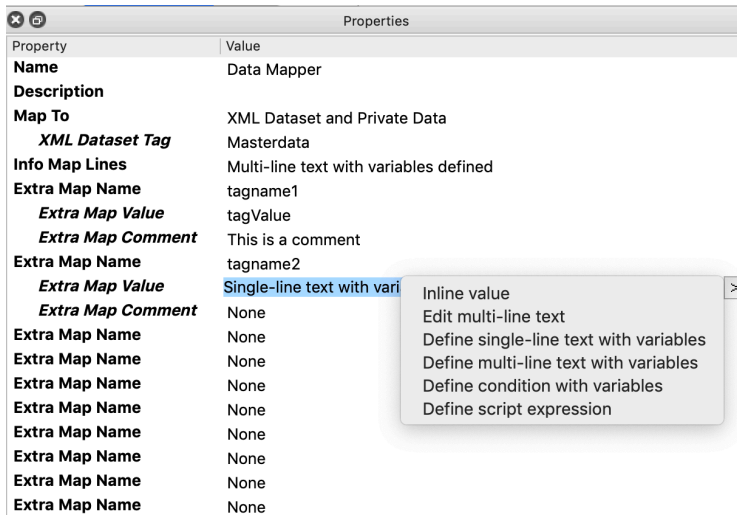 Properties
Property Value
Name Data Mapper
Description
Map To XML Dataset and Private Data
XML Dataset Tag Masterdata
Info Map Lines Multi-line text with variables defined
Extra Map Name tagname1
Extra Map Value tagValue
Extra Map Comment This is a comment
Extra Map Name tagname2
Extra Map Value Single-line text with vari
Extra Map Comment None
Extra Map Name None
Extra Map Name None
Extra Map Name None
Extra Map Name None
Extra Map Name None
Extra Map Name None
Extra Map Name None
Extra Map Name None
Inline value
Edit multi-line text
Define single-line text with variables
Define multi-line text with variables
Define condition with variables
Define script expression